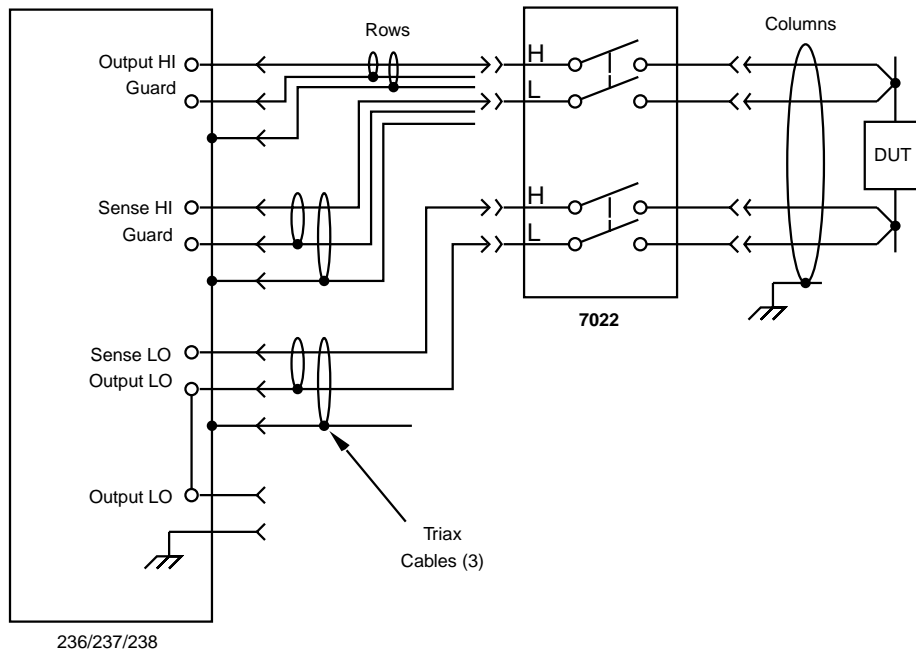 Rows
Columns
Output HI
Guard
H
L
DUT
Sense HI
Guard
H
L
7022
Sense LO
Output LO
Output LO
Triax
Cables (3)
236/237/238